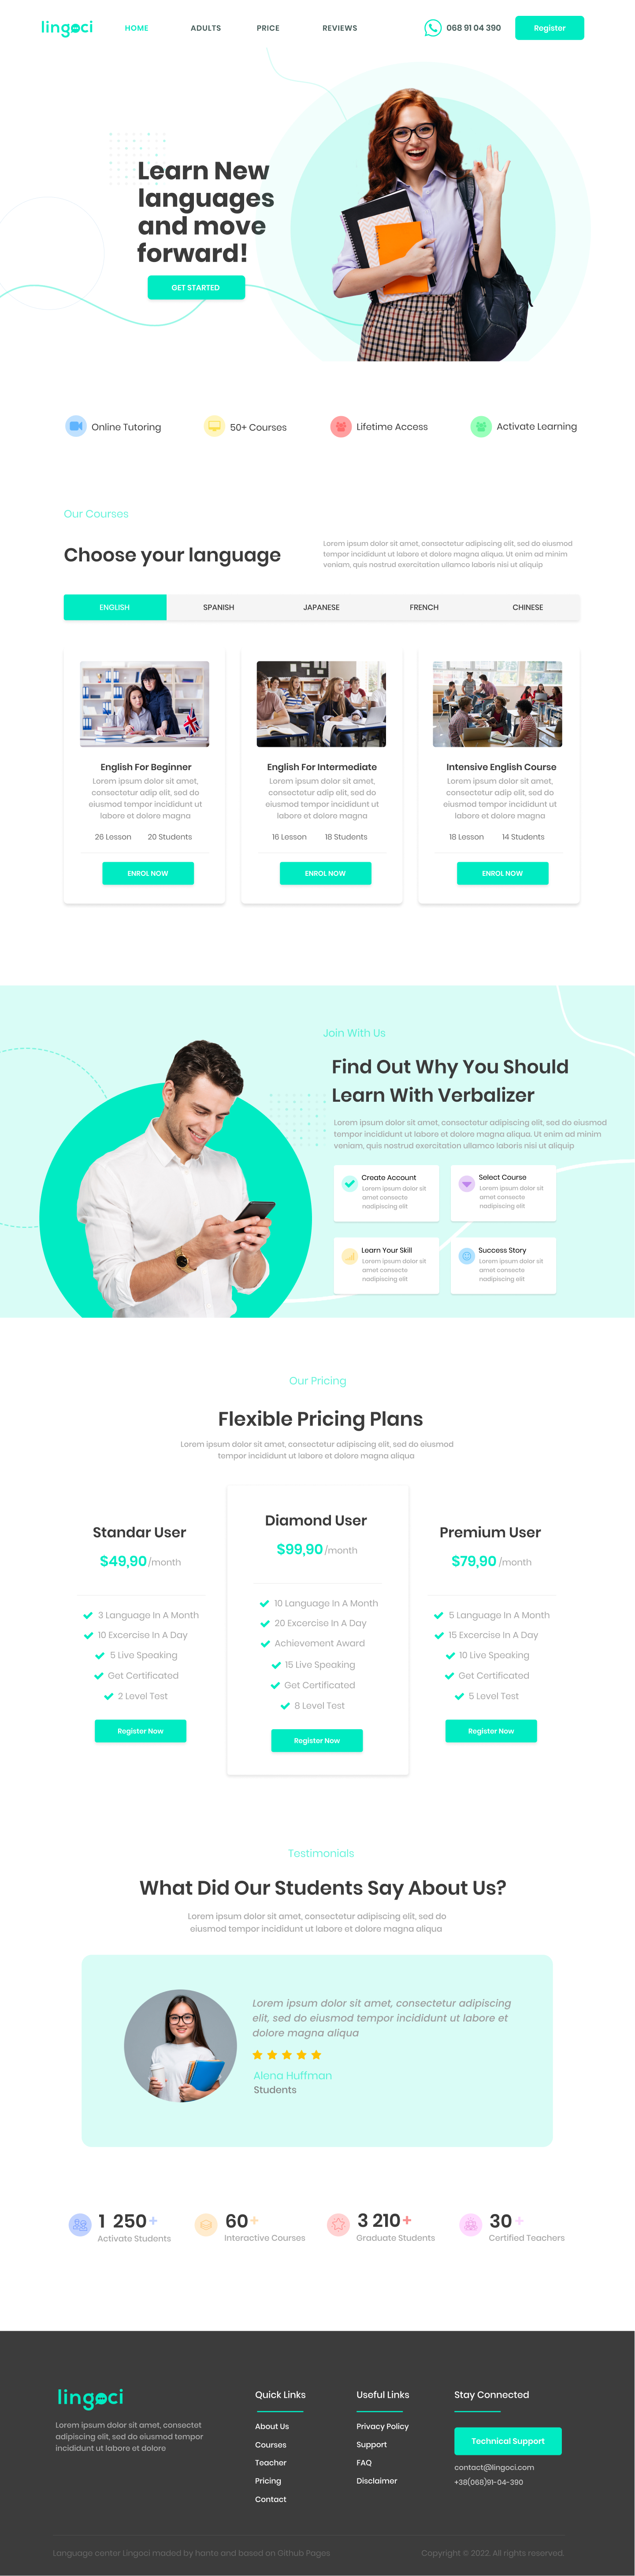 lingoci
HOME
ADULTS
PRICE
REVIEWS
068 91 04 390
Register
Learn New
languages
and move
forward!
GET STARTED
Online Tutoring
50+ Courses
Lifetime Access
Activate Learning
Our Courses
Choose your language
Lorem ipsum dolor sit amet, consectetur adipiscing elit, sed do eiusmod
tempor incididunt ut labore et dolore magna aliqua. Ut enim ad minim
veniam, quis nostrud exercitation ullamco laboris nisi ut aliquip
ENGLISH
SPANISH
JAPANESE
FRENCH
CHINESE
English For Beginner
Lorem ipsum dolor sit amet,
consectetur adip elit, sed do
eiusmod tempor incididunt ut
labore et dolore magna
26 Lesson
20 Students
ENROL NOW
English For Intermediate
Lorem ipsum dolor sit amet,
consectetur adip elit, sed do
eiusmod tempor incididunt ut
labore et dolore magna
16 Lesson
18 Students
ENROL NOW
Intensive English Course
Lorem ipsum dolor sit amet,
consectetur adip elit, sed do
eiusmod tempor incididunt ut
labore et dolore magna
18 Lesson
14 Students
ENROL NOW
Join With Us
Find Out Why You Should
Learn With Verbalizer
Lorem ipsum dolor sit amet, consectetur adipiscing elit, sed do eiusmod
tempor incididunt ut labore et dolore magna aliqua. Ut enim ad minim
veniam, quis nostrud exercitation ullamco laboris nisi ut aliquip
Create Account
Lorem ipsum dolor sit
amet consecte
nadipiscing elit
Select Course
Lorem ipsum dolor sit
amet consecte
nadipiscing elit
Learn Your Skill
Lorem ipsum dolor sit
amet consecte
nadipiscing elit
Success Story
Lorem ipsum dolor sit
amet consecte
nadipiscing elit
Our Pricing
Flexible Pricing Plans
Lorem ipsum dolor sit amet, consectetur adipiscing elit, sed do eiusmod
tempor incididunt ut labore et dolore magna aliqua
Standar User
$49,90/month
3 Language In A Month
10 Excercise In A Day
5 Live Speaking
Get Certificated
2 Level Test
Register Now
Diamond User
$99,90/month
10 Language In A Month
20 Excercise In A Day
Achievement Award
15 Live Speaking
Get Certificated
8 Level Test
Register Now
Premium User
$79,90/month
5 Language In A Month
15 Excercise In A Day
10 Live Speaking
Get Certificated
5 Level Test
Register Now
Testimonials
What Did Our Students Say About Us?
Lorem ipsum dolor sit amet, consectetur adipiscing elit, sed do
eiusmod tempor incididunt ut labore et dolore magna aliqua
Lorem ipsum dolor sit amet, consectetur adipiscing
elit, sed do eiusmod tempor incididunt ut labore et
dolore magna aliqua
Alena Huffman
Students
1 250+
Activate Students
60+
Interactive Courses
3 210+
Graduate Students
30+
Certified Teachers
lingoci
Lorem ipsum dolor sit amet, consectet
adipiscing elit, sed do eiusmod tempor
incididunt ut labore et dolore
Quick Links
About Us
Courses
Teacher
Pricing
Contact
Useful Links
Privacy Policy
Support
FAQ
Disclaimer
Stay Connected
Technical Support
contact@lingoci.com
+38(068)91-04-390
Language center Lingoci maded by honte and based on Github Pages
Copyright © 2022. All rights reserved.